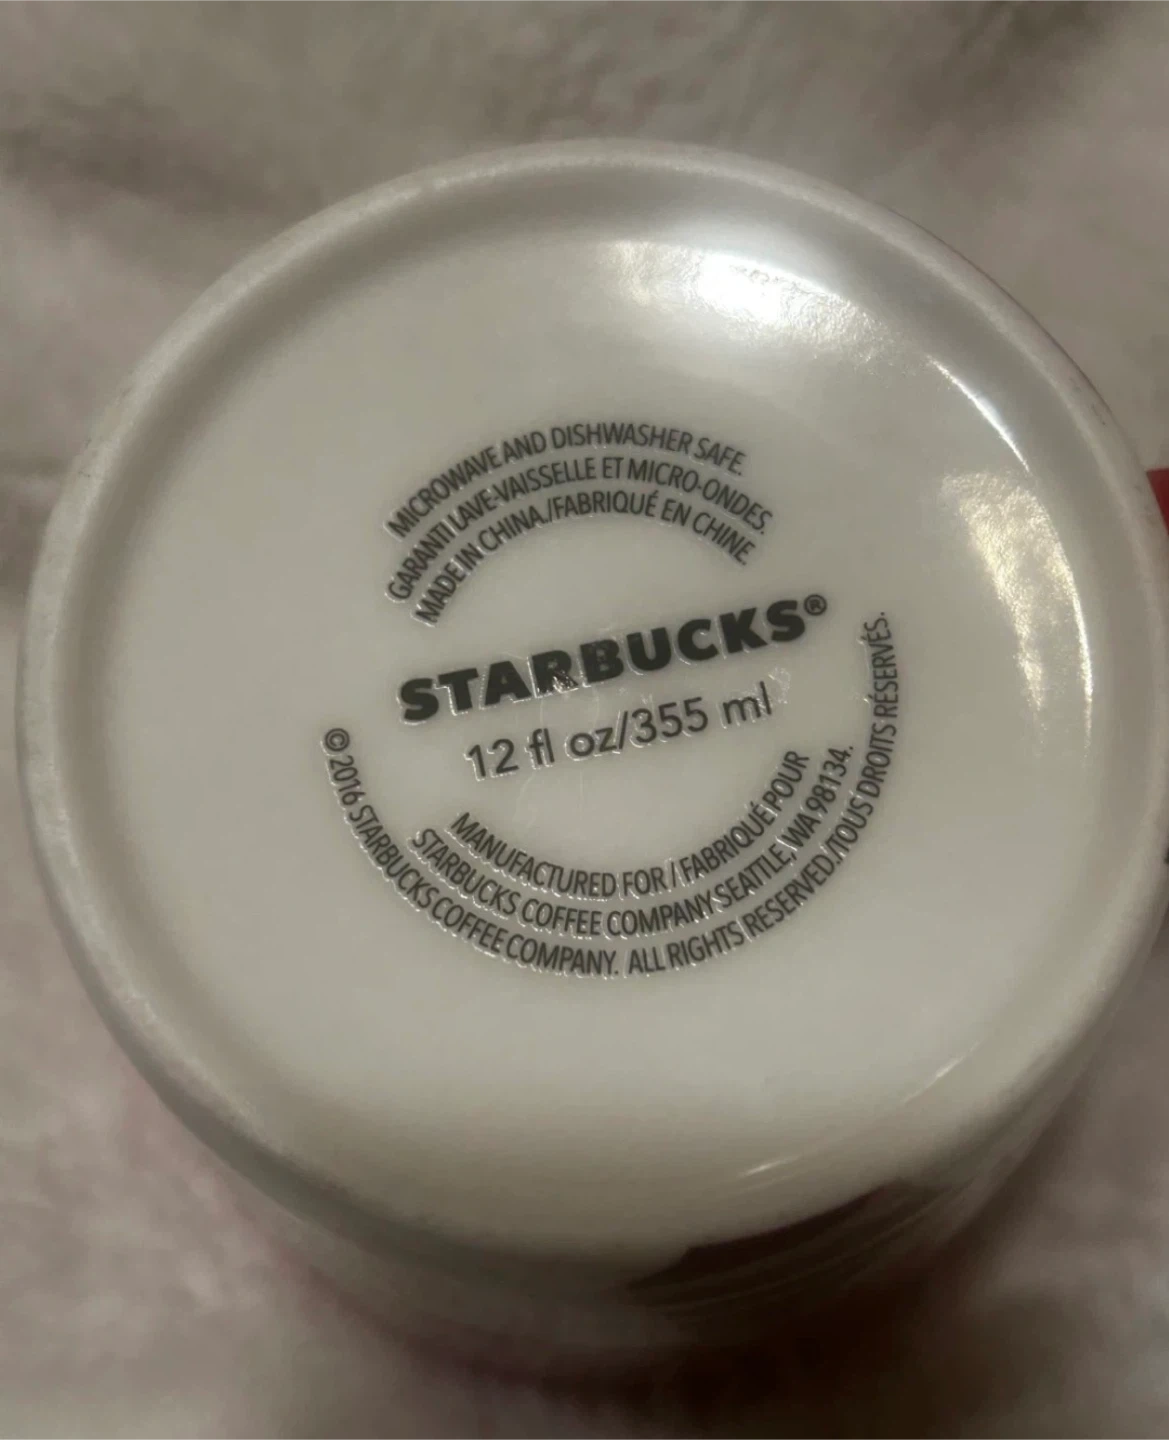 MICROWAVE AND DISHWASHER SAFE.
GARANTI LAVE-VAISSELLE ET MICRO-ONDES.
MADE IN CHINA./FABRIQUÉ EN CHINE
STARBUCKS®
12 fl oz/355 ml
MANUFACTURED FOR / FABRIQUÉ POUR
STARBUCKS COFFEE COMPANY SEATTLE, WA 98134.
©2016 STARBUCKS COFFEE COMPANY. ALL RIGHTS RESERVED./TOUS DROITS RÉSERVÉS.